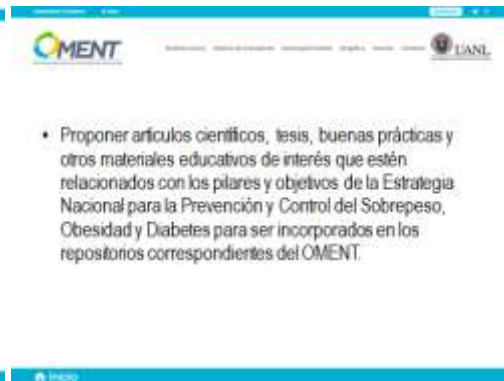 OMENT
UANL
• Proponer artículos científicos, tesis, buenas prácticas y
otros materiales educativos de interés que estén
relacionados con los pilares y objetivos de la Estrategia
Nacional para la Prevención y Control del Sobrepeso,
Obesidad y Diabetes para ser incorporados en los
repositorios correspondientes del OMENT.
Inicio